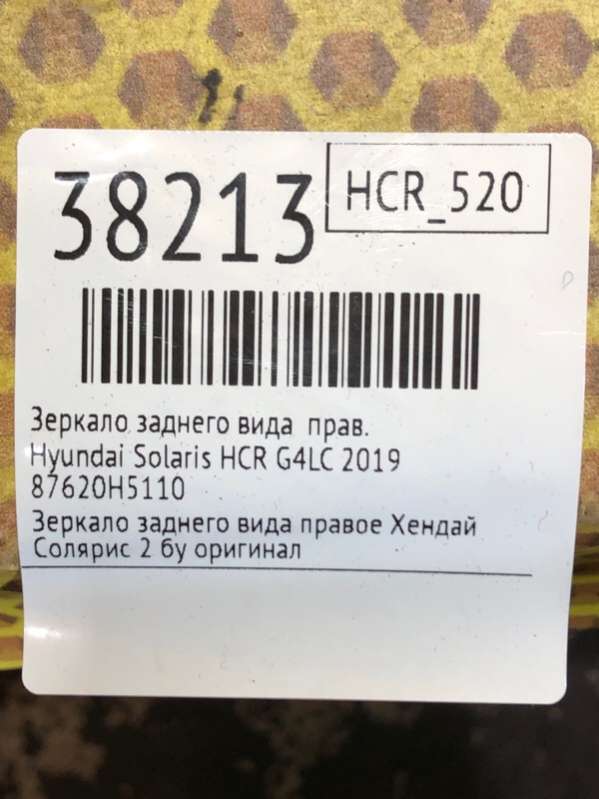 38213
HCR_520
Зеркало заднего вида прав.
Hyundai Solaris HCR G4LC 2019
87620H5110
Зеркало заднего вида правое Хендай
Солярис 2 бу оригинал